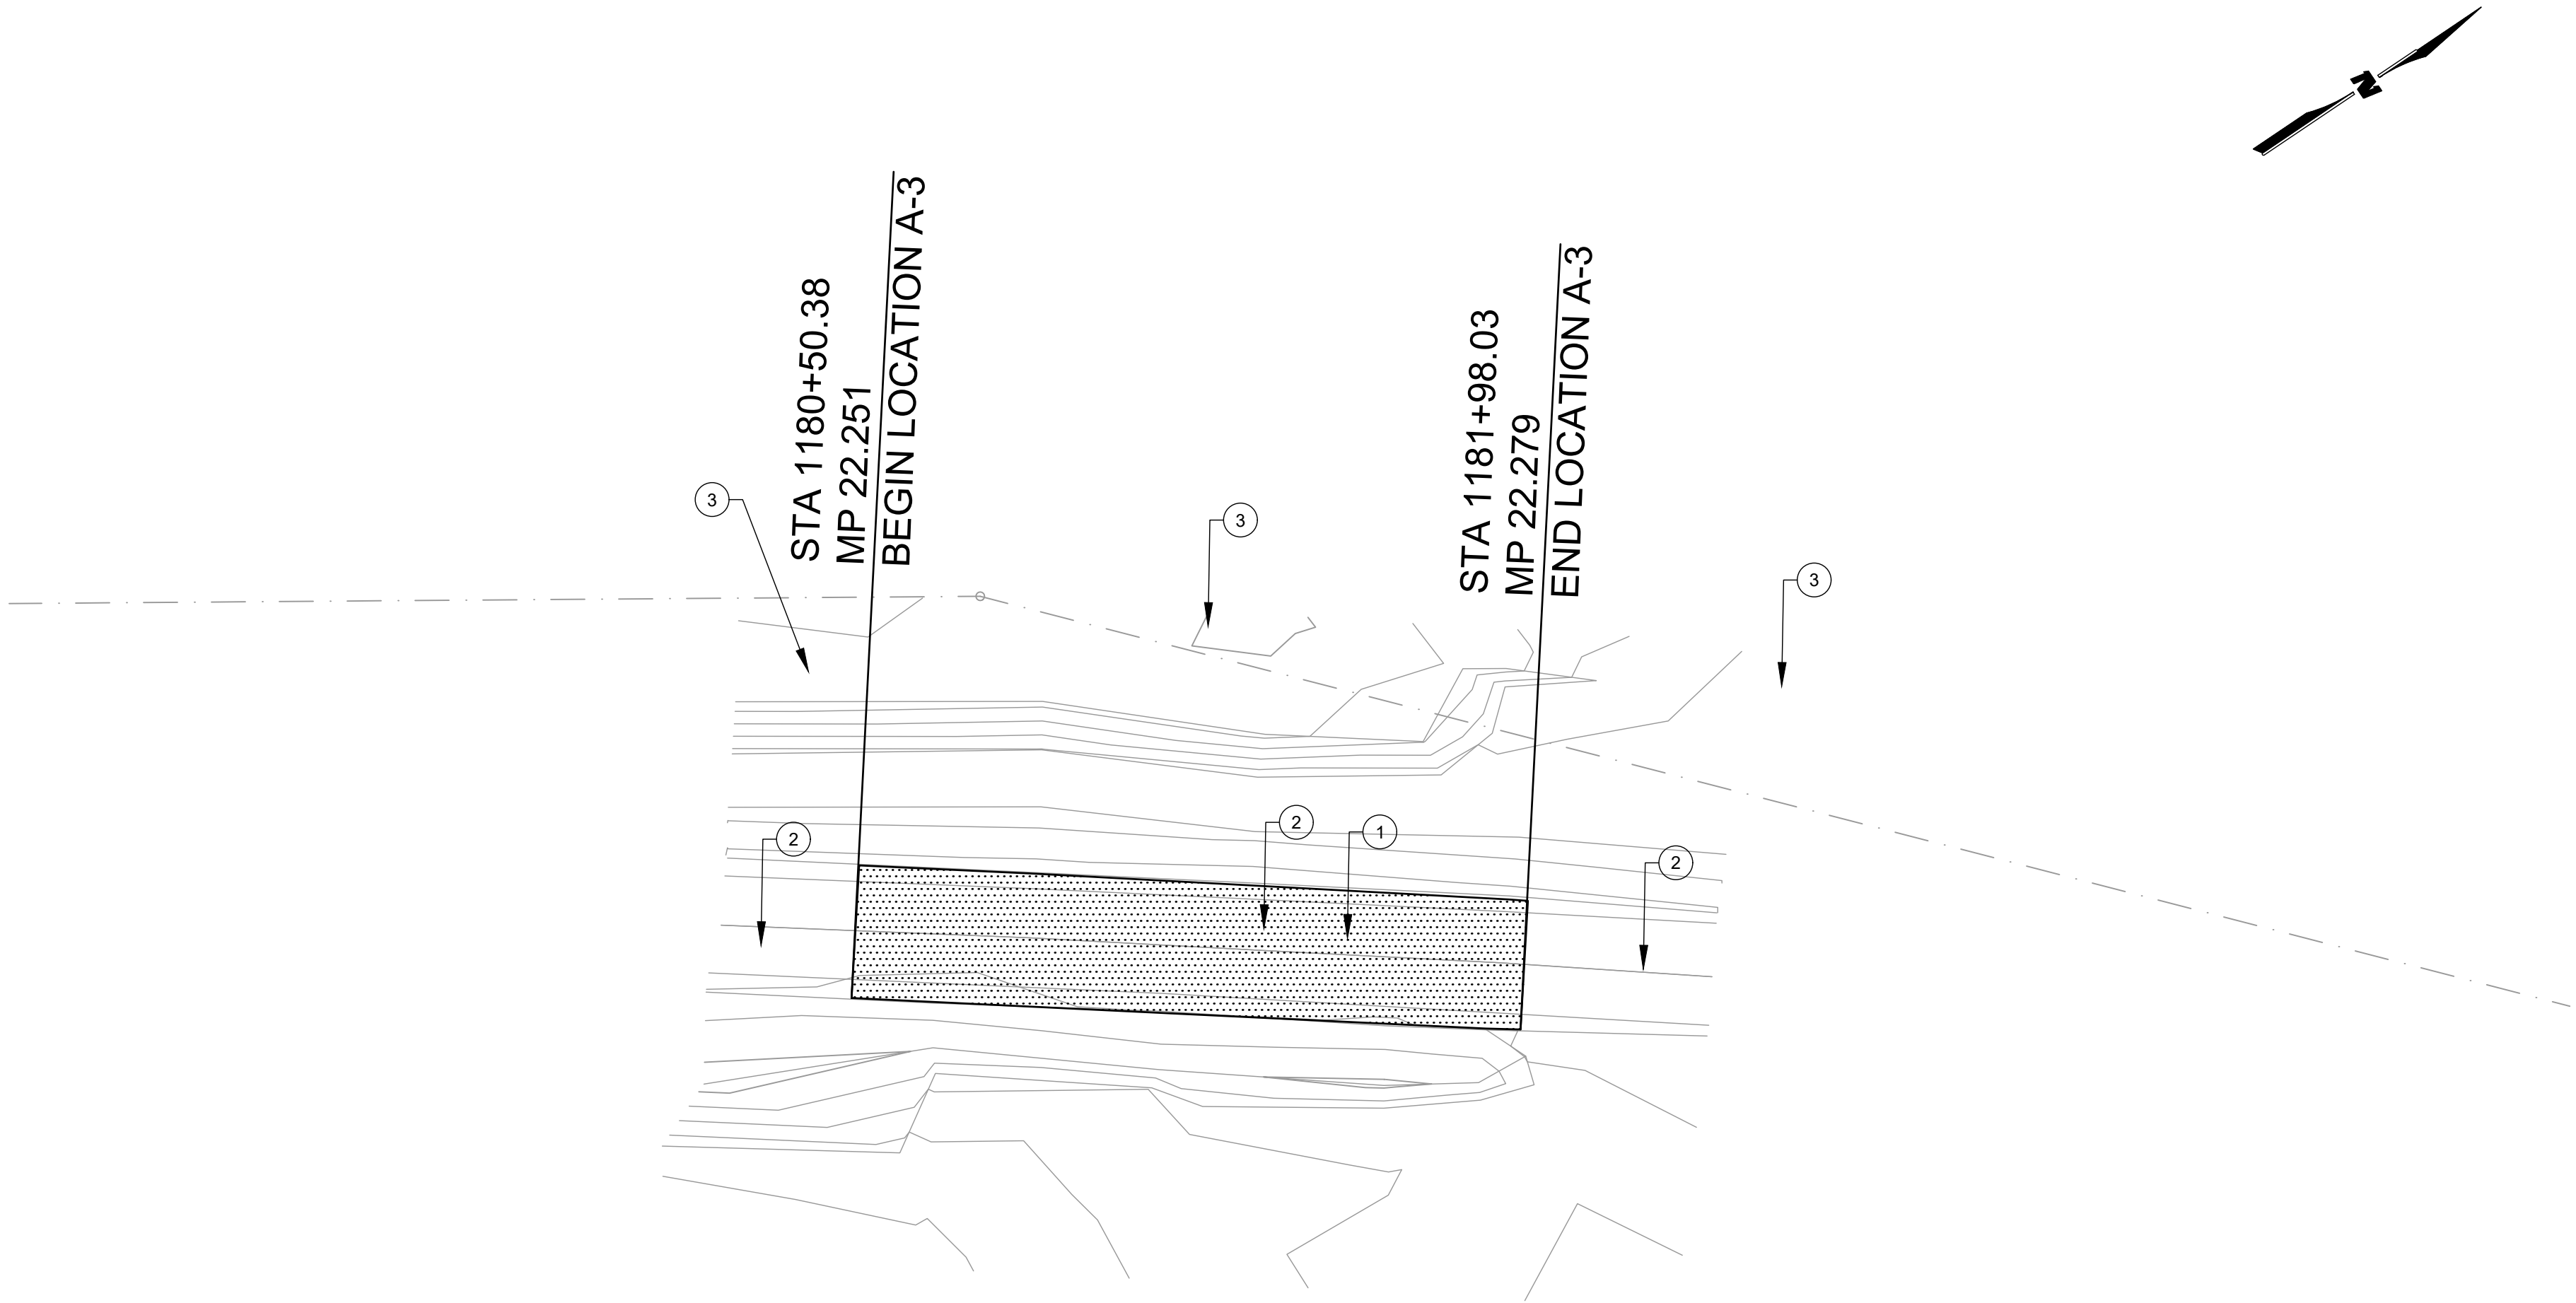 N
STA 1180+50.38
MP 22.251
BEGIN LOCATION A-3
STA 1181+98.03
MP 22.279
END LOCATION A-3
3
3
3
2
2
1
2